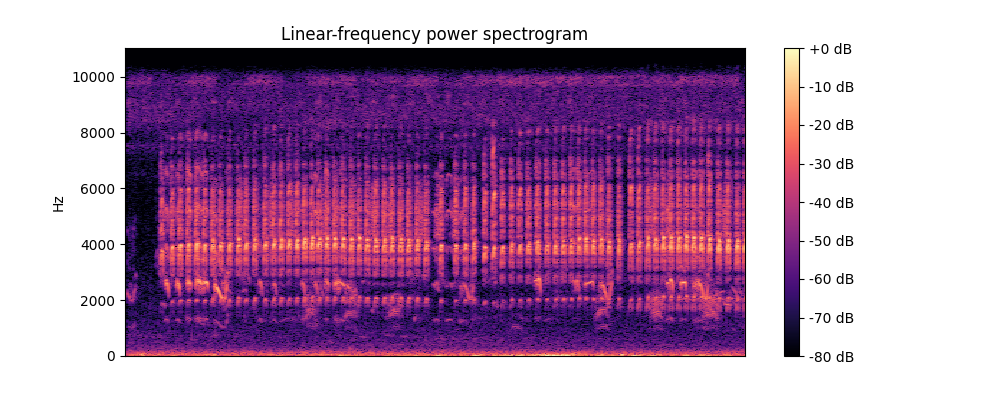 Linear-frequency power spectrogram
Hz
10000
8000
6000
4000
2000
0
+0 dB
-10 dB
-20 dB
-30 dB
-40 dB
-50 dB
-60 dB
-70 dB
-80 dB